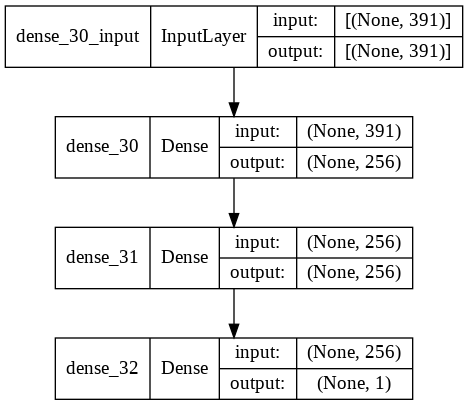 dense_30_input InputLayer input: [(None, 391)]
output: [(None, 391)]
dense_30 Dense input: (None, 391)
output: (None, 256)
dense_31 Dense input: (None, 256)
output: (None, 256)
dense_32 Dense input: (None, 256)
output: (None, 1)